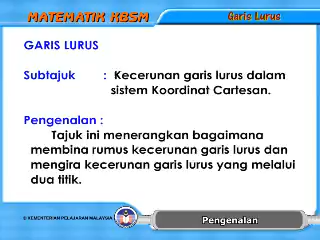 MATEMATIK KBSM
Garis Lurus
GARIS LURUS
Subtajuk : Kecerunan garis lurus dalam
sistem Koordinat Cartesan.
Pengenalan :
Tajuk ini menerangkan bagaimana
membina rumus kecerunan garis lurus dan
mengira kecerunan garis lurus yang melalui
dua titik.
© KEMENTERIAN PELAJARAN MALAYSIA
Pengenalan